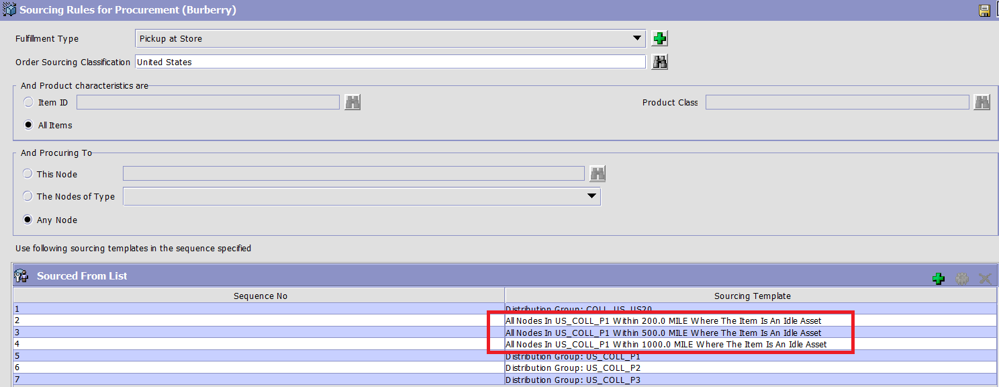 Sourcing Rules for Procurement (Burberry)
Fulfillment Type Pickup at Store
Order Sourcing Classification United States
And Product characteristics are
Item ID Product Class
All Items
And Procuring To
This Node
The Nodes of Type
Any Node
Use following sourcing templates in the sequence specified
Sourced From List
Sequence No Sourcing Template
1 Distribution Group: COLL_US_US20
2 All Nodes In US_COLL_P1 Within 200.0 MILE Where The Item Is An Idle Asset
3 All Nodes In US_COLL_P1 Within 500.0 MILE Where The Item Is An Idle Asset
4 All Nodes In US_COLL_P1 Within 1000.0 MILE Where The Item Is An Idle Asset
5 Distribution Group: US_COLL_P1
6 Distribution Group: US_COLL_P2
7 Distribution Group: US_COLL_P3